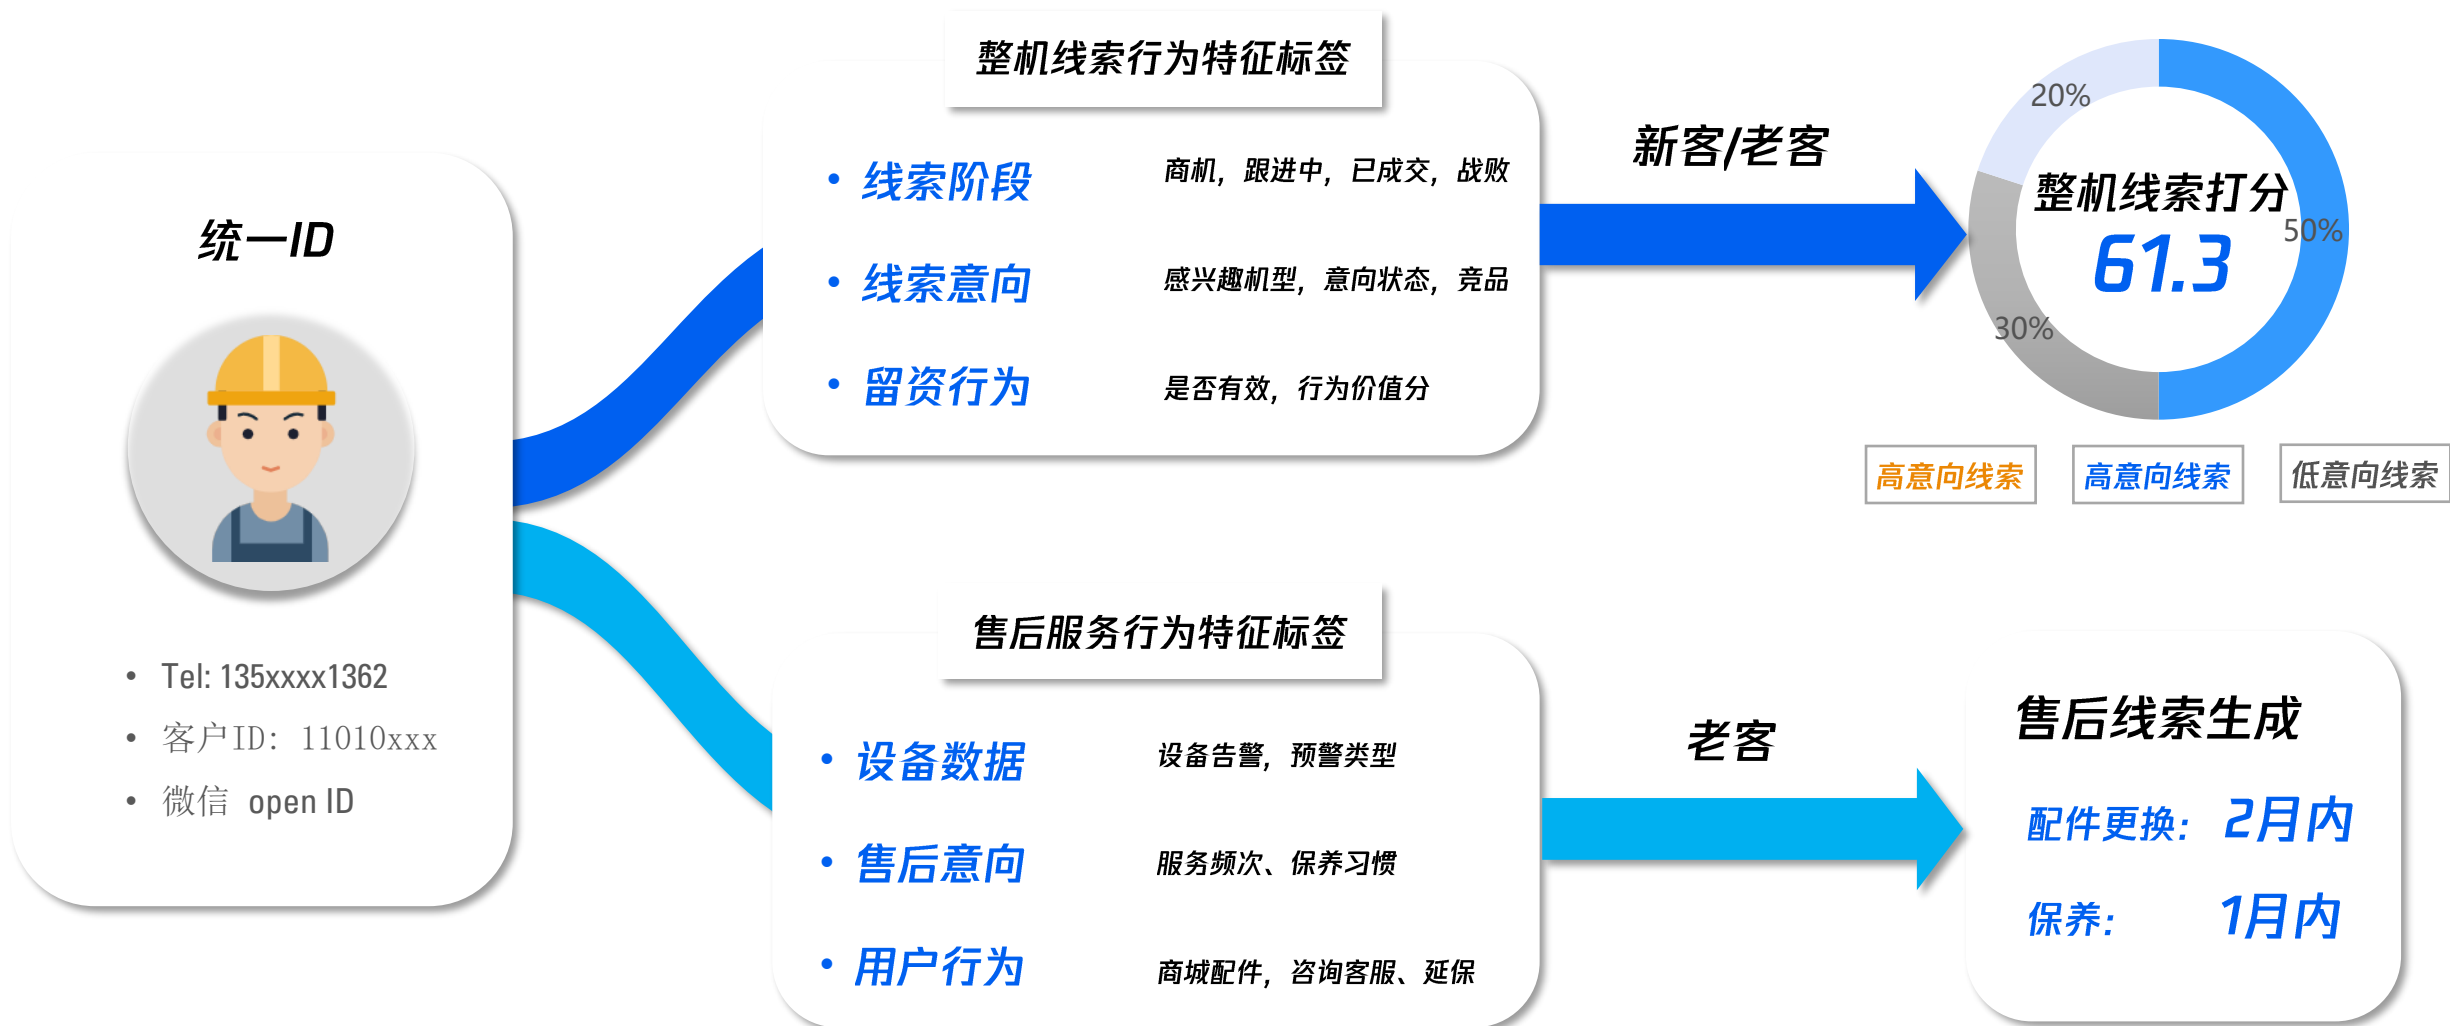 统一ID
Tel: 135xxxx1362
客户ID: 11010xxx
微信 open ID
整机线索行为特征标签
线索阶段 商机，跟进中，已成交，战败
线索意向 感兴趣机型，意向状态，竞品
留资行为 是否有效，行为价值分
新客/老客
20%
50%
30%
整机线索打分
61.3
高意向线索 高意向线索 低意向线索
售后服务行为特征标签
设备数据 设备告警，预警类型
售后意向 服务频次、保养习惯
用户行为 商城配件，咨询客服、延保
老客
售后线索生成
配件更换: 2月内
保养: 1月内